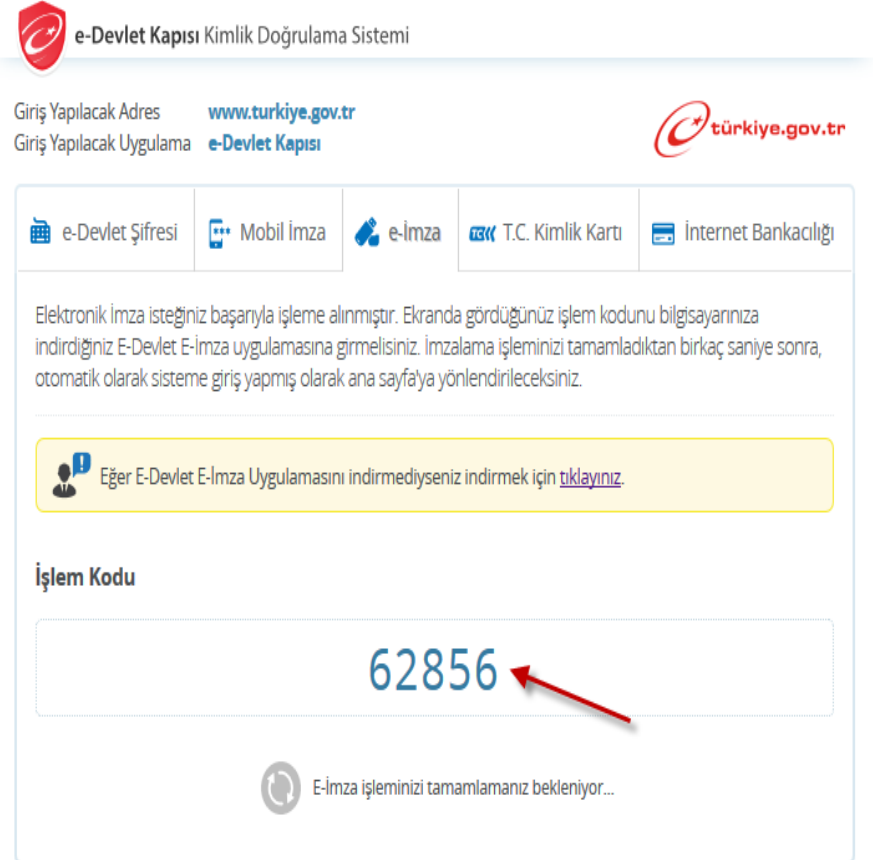 e-Devlet Kapısı Kimlik Doğrulama Sistemi
Giriş Yapılacak Adres www.turkiye.gov.tr
Giriş Yapılacak Uygulama e-Devlet Kapısı
türkiye.gov.tr
e-Devlet Şifresi Mobil İmza e-İmza T.C. Kimlik Kartı İnternet Bankacılığı
Elektronik İmza isteğiniz başarıyla işleme alınmıştır. Ekranda gördüğünüz işlem kodunu bilgisayarınıza
indirdiğiniz E-Devlet E-İmza uygulamasına girmelisiniz. İmzalama işleminizi tamamladıktan birkaç saniye sonra,
otomatik olarak sisteme giriş yapmış olarak ana sayfa'ya yönlendirileceksiniz.
Eğer E-Devlet E-İmza Uygulamasını indirmediyseniz indirmek için tıklayınız.
İşlem Kodu
62856
E-İmza işleminizi tamamlamanız bekleniyor...